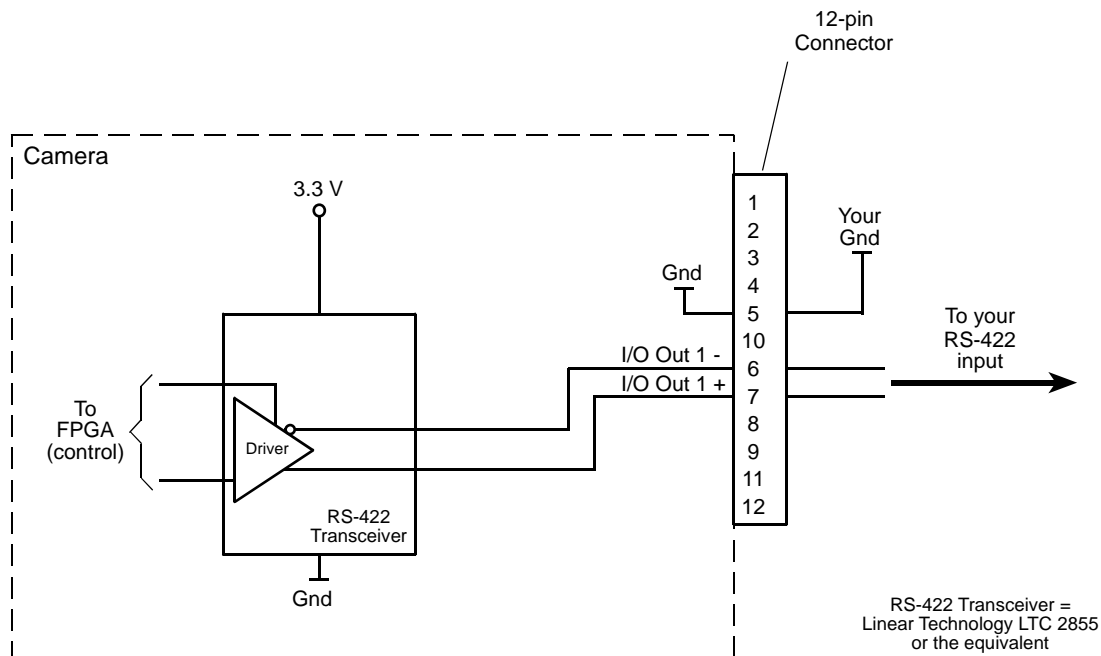 12-pin
Connector
Camera
3.3 V
1
2
3
4
5
10
6
7
8
9
11
12
Your
Gnd
Gnd
To your
RS-422
input
I/O Out 1 -
I/O Out 1 +
To
FPGA
(control)
Driver
RS-422
Transceiver
Gnd
RS-422 Transceiver =
Linear Technology LTC 2855
or the equivalent